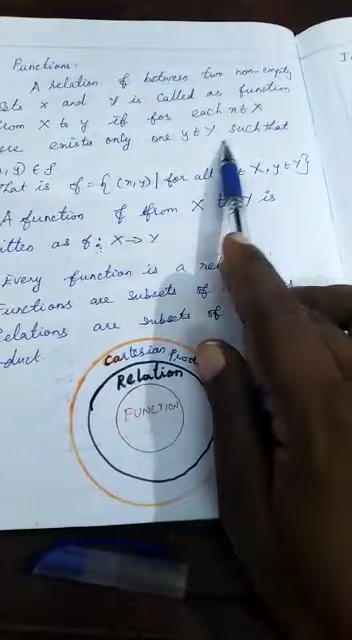 Functions:
A relation f between two non-empty
sets X and Y is called as function
from X to Y if for each x ∈ X
there exists only one y ∈ Y such that
(x, y) ∈ f
That is f = { (x, y) | for all x ∈ X, y ∈ Y}
A function f from X to Y is
written as f: X → Y
Every function is a
Functions are subsets of
Relations are subsets of
duct.
Cartesian Prod
Relation
FUNCTION